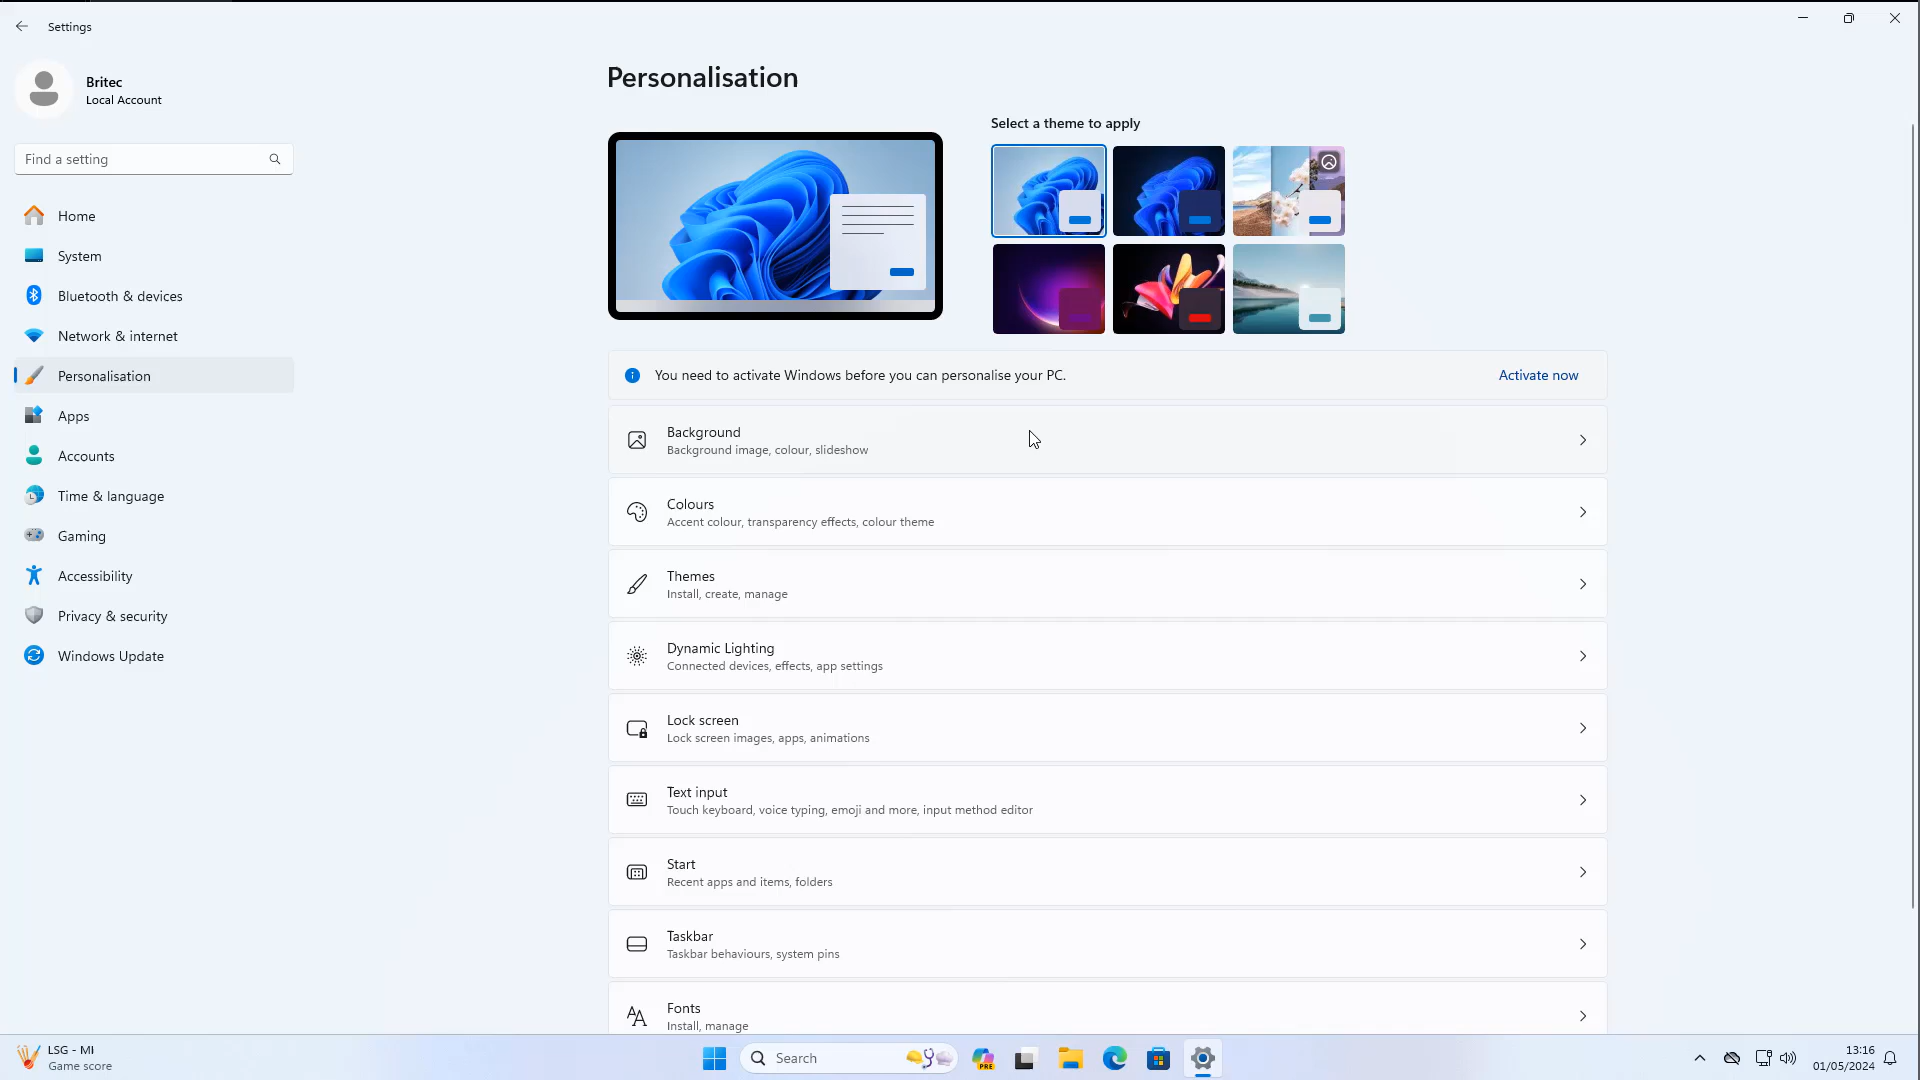 Settings
Britec
Local Account
Find a setting
Home
System
Bluetooth & devices
Network & internet
Personalisation
Apps
Accounts
Time & language
Gaming
Accessibility
Privacy & security
Windows Update
Personalisation
Select a theme to apply
You need to activate Windows before you can personalise your PC.
Activate now
Background
Background image, colour, slideshow
Colours
Accent colour, transparency effects, colour theme
Themes
Install, create, manage
Dynamic Lighting
Connected devices, effects, app settings
Lock screen
Lock screen images, apps, animations
Text input
Touch keyboard, voice typing, emoji and more, input method editor
Start
Recent apps and items, folders
Taskbar
Taskbar behaviours, system pins
Fonts
Install, manage
LSG - MI
Game score
Search
PRE
13:16
01/05/2024